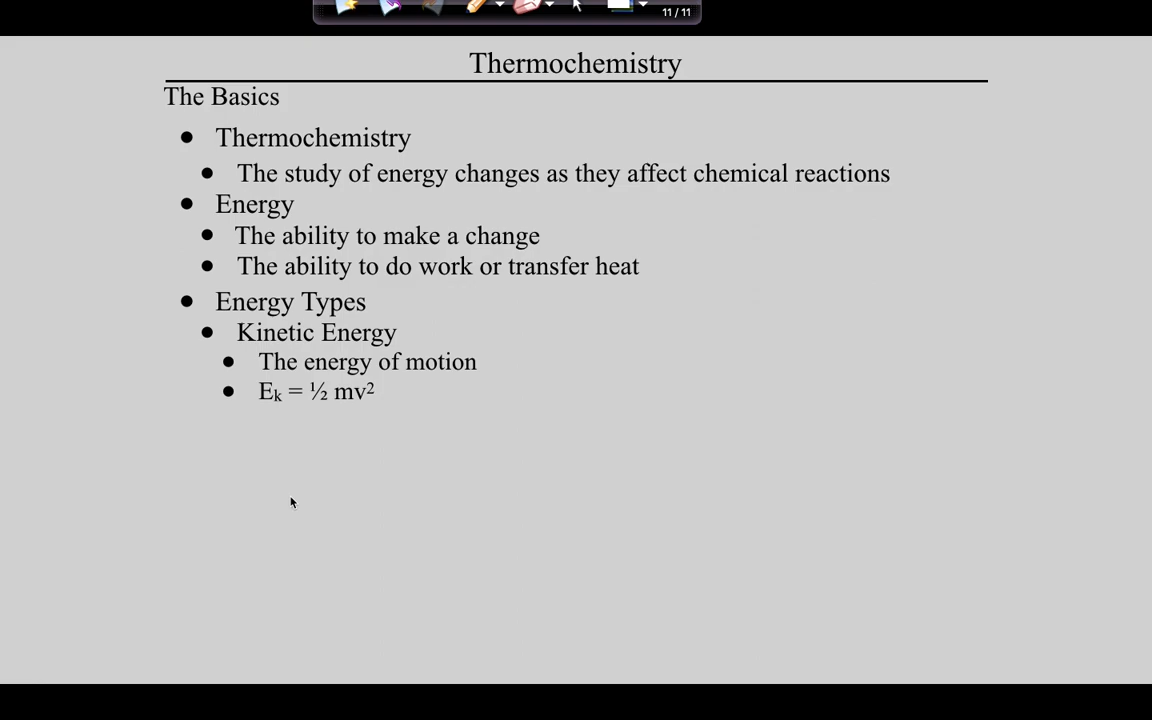 11 / 11
Thermochemistry
The Basics
● Thermochemistry
● The study of energy changes as they affect chemical reactions
● Energy
● The ability to make a change
● The ability to do work or transfer heat
● Energy Types
● Kinetic Energy
● The energy of motion
● Eₖ = ½ mv²